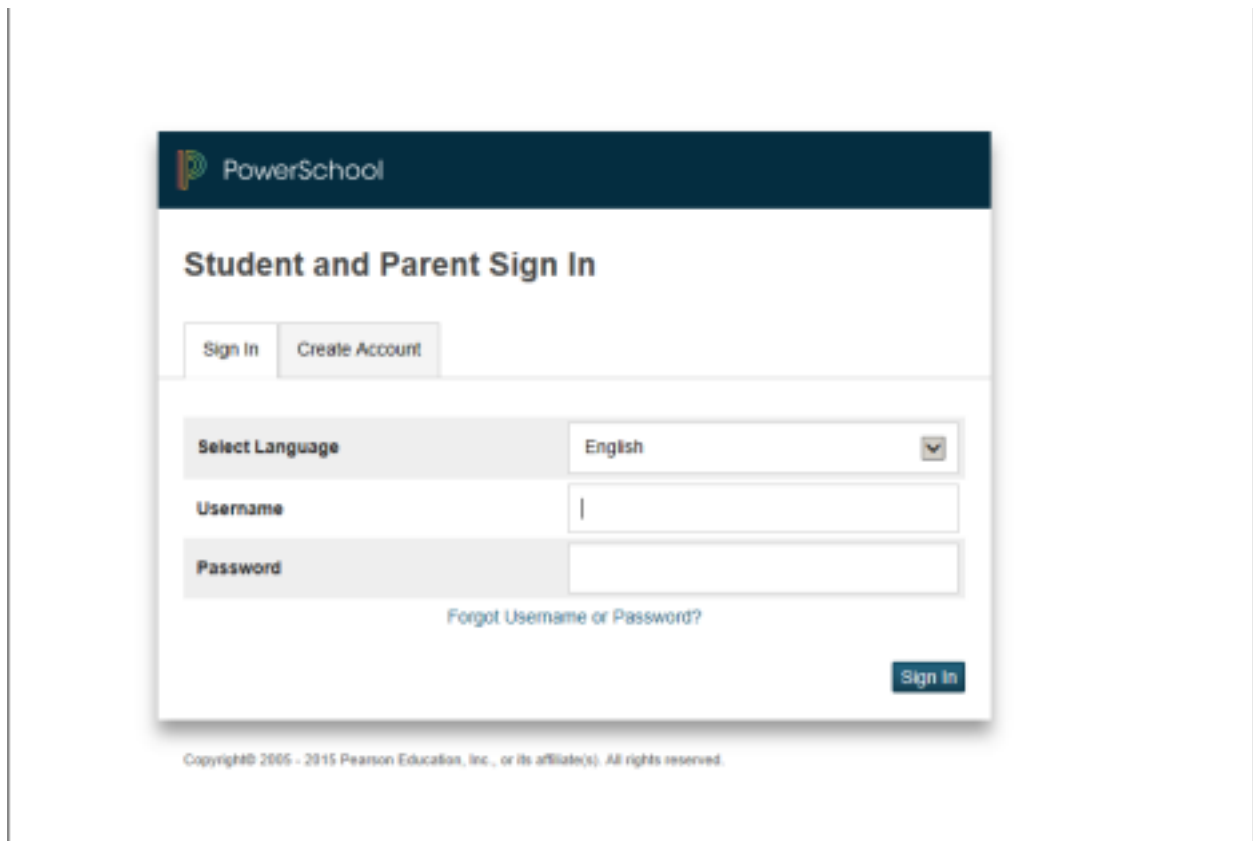 PowerSchool
Student and Parent Sign In
Sign In Create Account
Select Language English
Username
Password
Forgot Username or Password?
Sign In
Copyright© 2005 - 2015 Pearson Education, Inc., or its affiliate(s). All rights reserved.